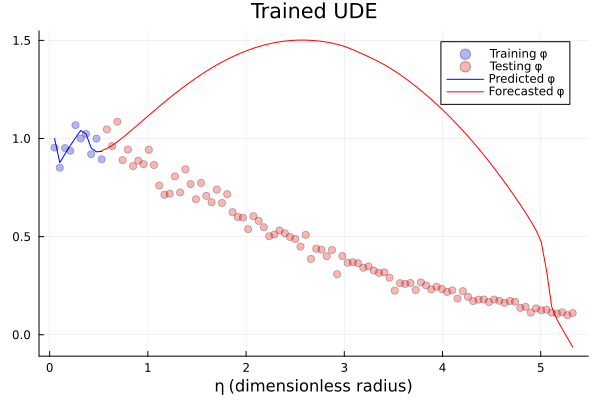 Trained UDE
1.5
1.0
0.5
0.0
Training φ
Testing φ
Predicted φ
Forecasted φ
0 1 2 3 4 5
η (dimensionless radius)